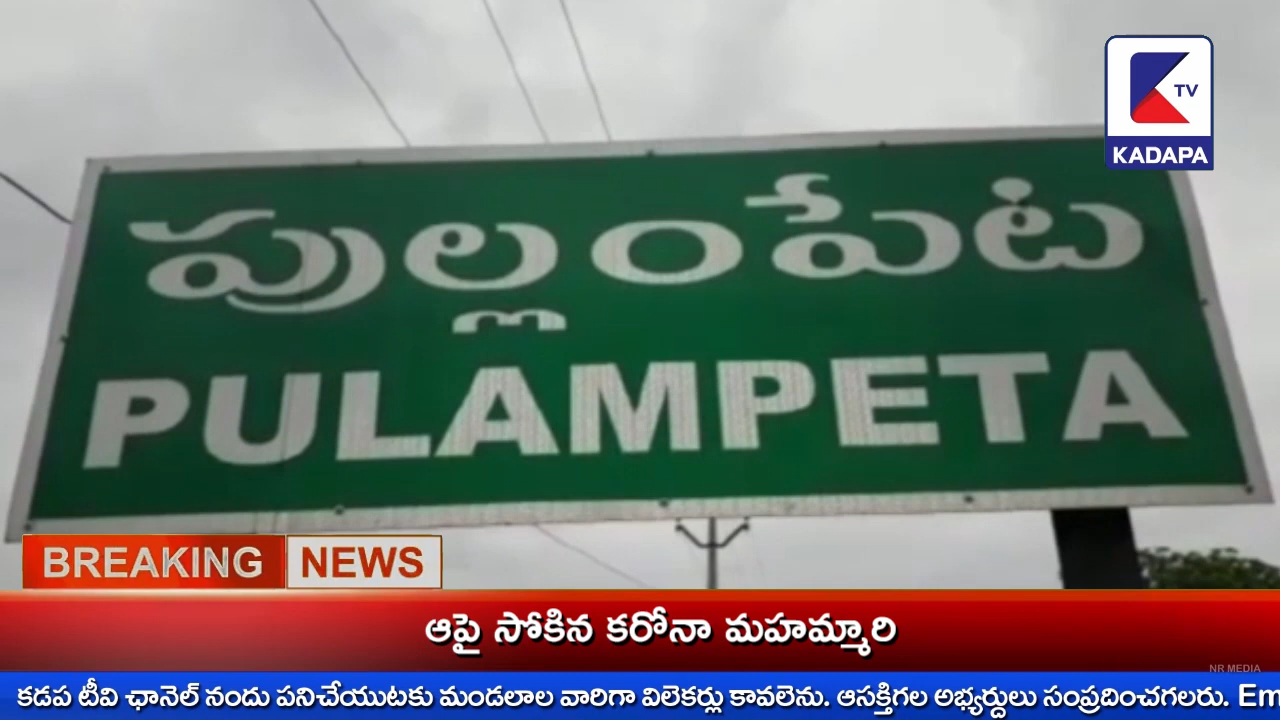 TV
KADAPA
పుల్లంపేట
PULAMPETA
BREAKING NEWS
ఆపై సోకిన కరోనా మహమ్మారి
NR MEDIA
కడప టీవి ఛానెల్ నందు పనిచేయుటకు మండలాల వారిగా విలెకర్లు కావలెను. ఆసక్తిగల అభ్యర్దులు సంప్రదించగలరు. Em